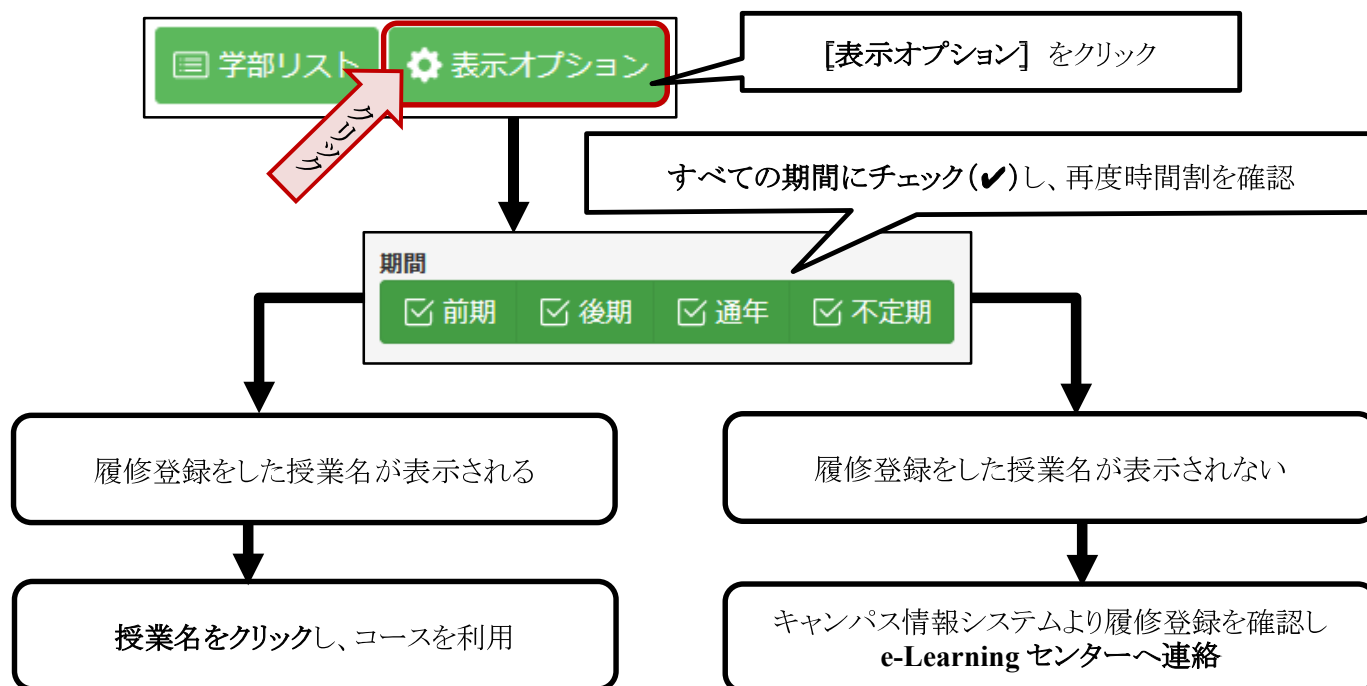 学部リスト
表示オプション
[表示オプション] をクリック
クリック
すべての期間にチェック(✔)し、再度時間割を確認
期間
前期
後期
通年
不定期
履修登録をした授業名が表示される
履修登録をした授業名が表示されない
授業名をクリックし、コースを利用
キャンパス情報システムより履修登録を確認し
e-Learning センターへ連絡